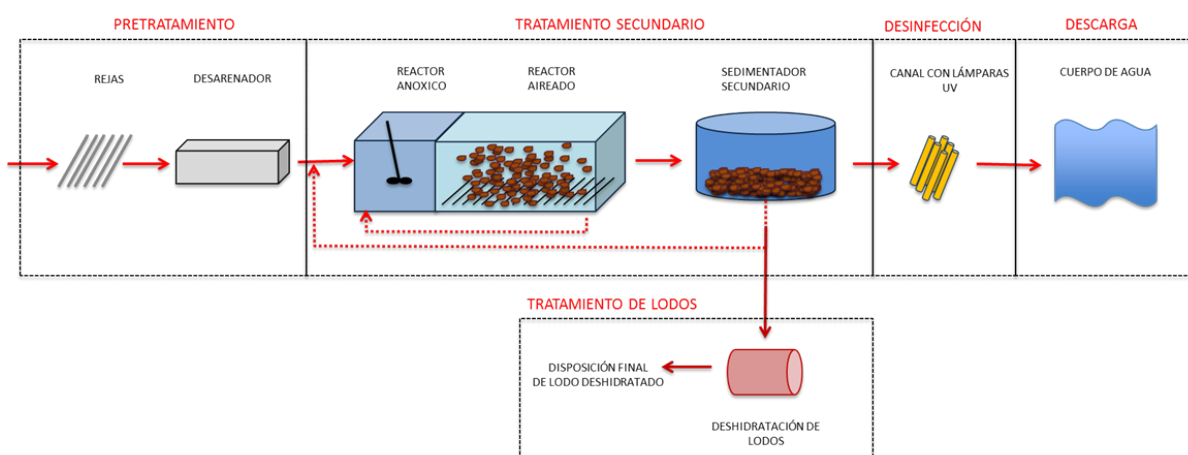 PRETRATAMIENTO
TRATAMIENTO SECUNDARIO
DESINFECCIÓN
DESCARGA
REJAS
DESARENADOR
REACTOR
ANOXICO
REACTOR
AIREADO
SEDIMENTADOR
SECUNDARIO
CANAL CON LÁMPARAS
UV
CUERPO DE AGUA
TRATAMIENTO DE LODOS
DISPOSICIÓN FINAL
DE LODO DESHIDRATADO
DESHIDRATACIÓN DE
LODOS